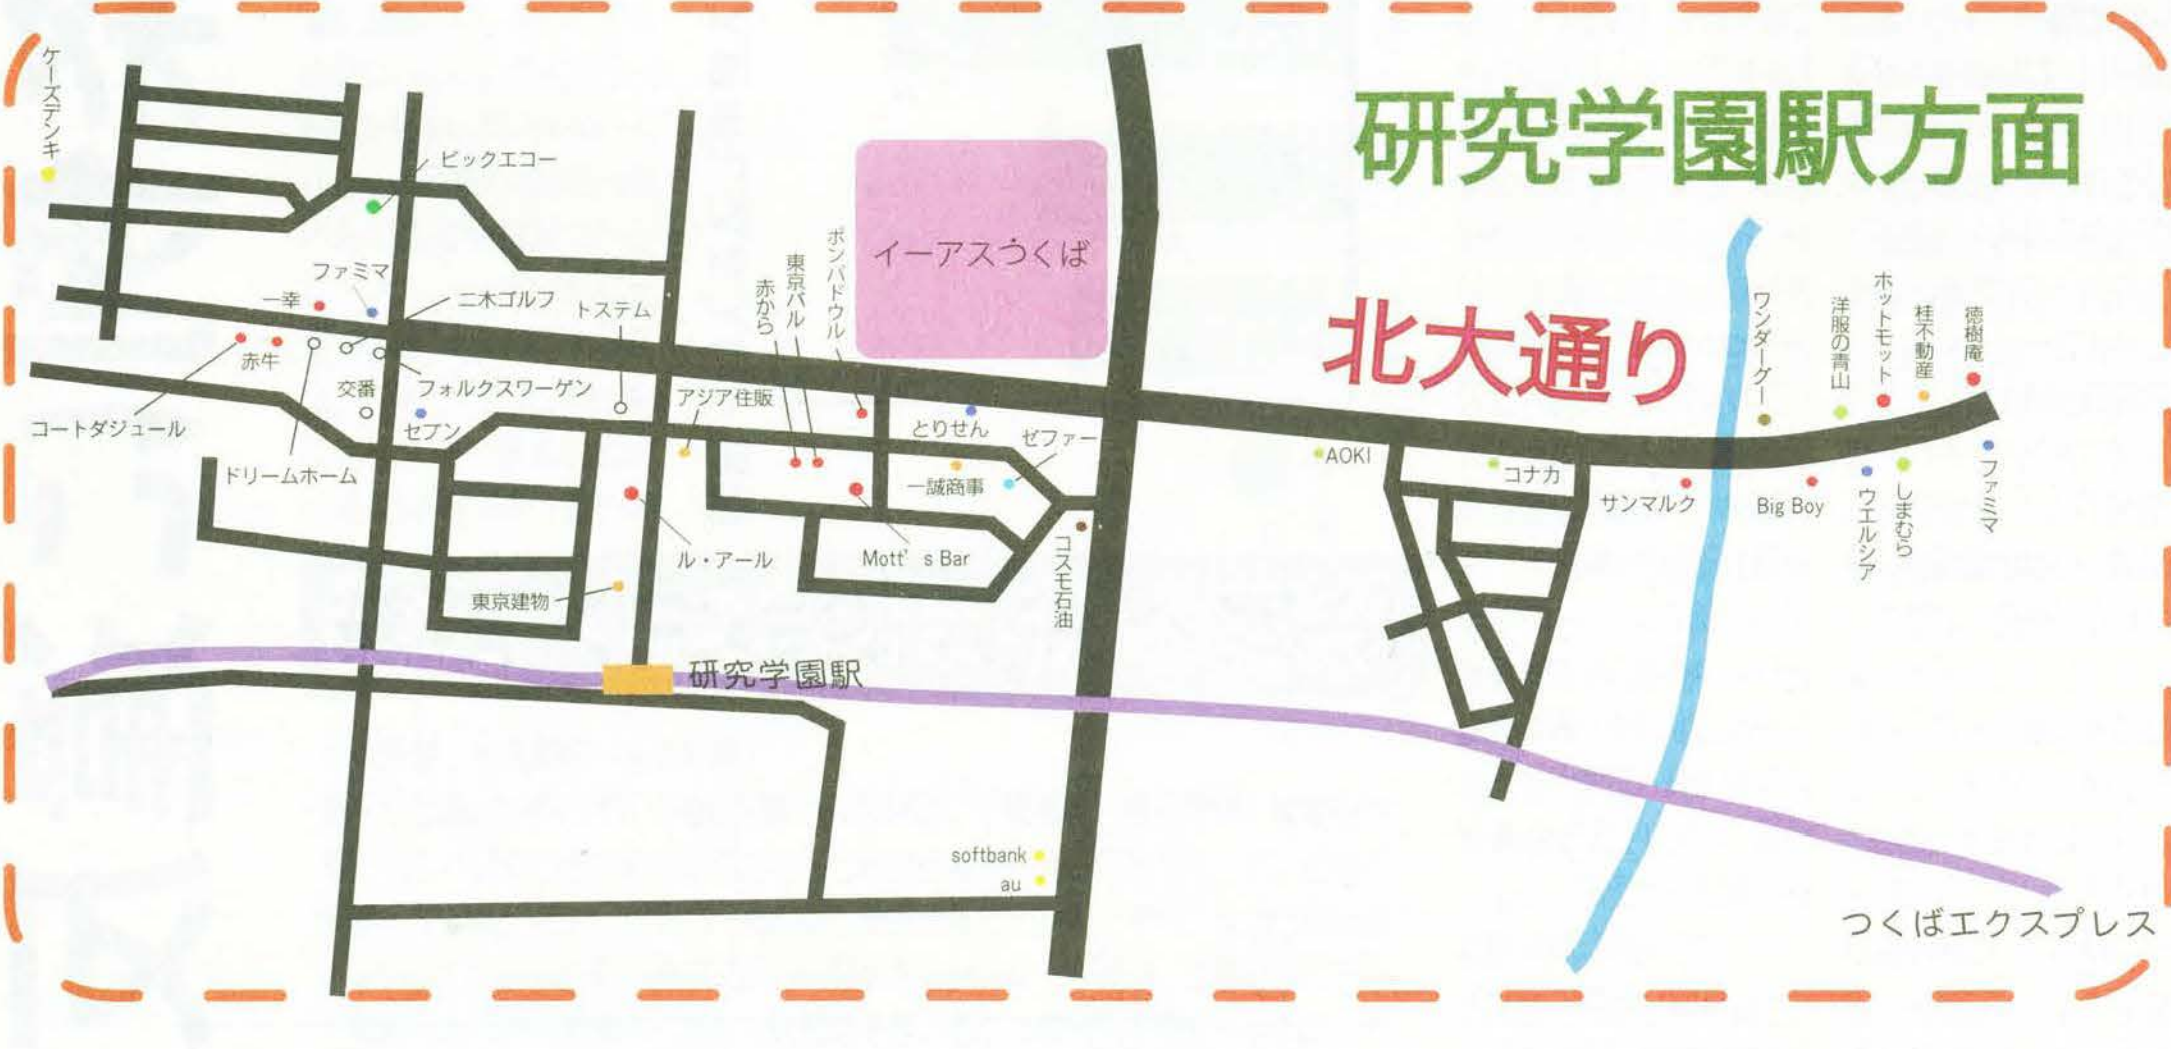 研究学園駅方面
北大通り
ケーズデンキ
ビックエコー
イーアスつくば
ファミマ
一幸
二木ゴルフ
トステム
赤から
東京バル
ポンパドウル
赤牛
コートダジュール
ドリームホーム
交番
フォルクスワーゲン
セブン
アジア住販
とりせん
ゼファー
一誠商事
ル・アール
Mott' s Bar
東京建物
コスモ石油
研究学園駅
softbank
au
AOKI
コナカ
サンマルク
ワンダーグー
Big Boy
洋服の青山
ホットモット
桂不動産
徳樹庵
ウエルシア
しまむら
ファミマ
つくばエクスプレス